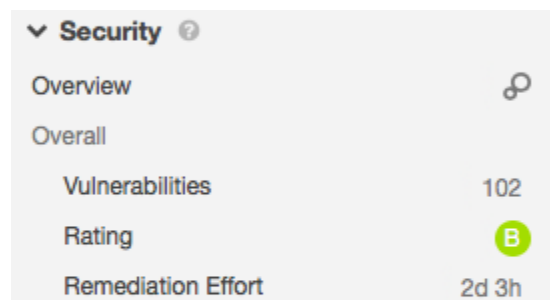 Security ?
Overview
Overall
Vulnerabilities 102
Rating B
Remediation Effort 2d 3h